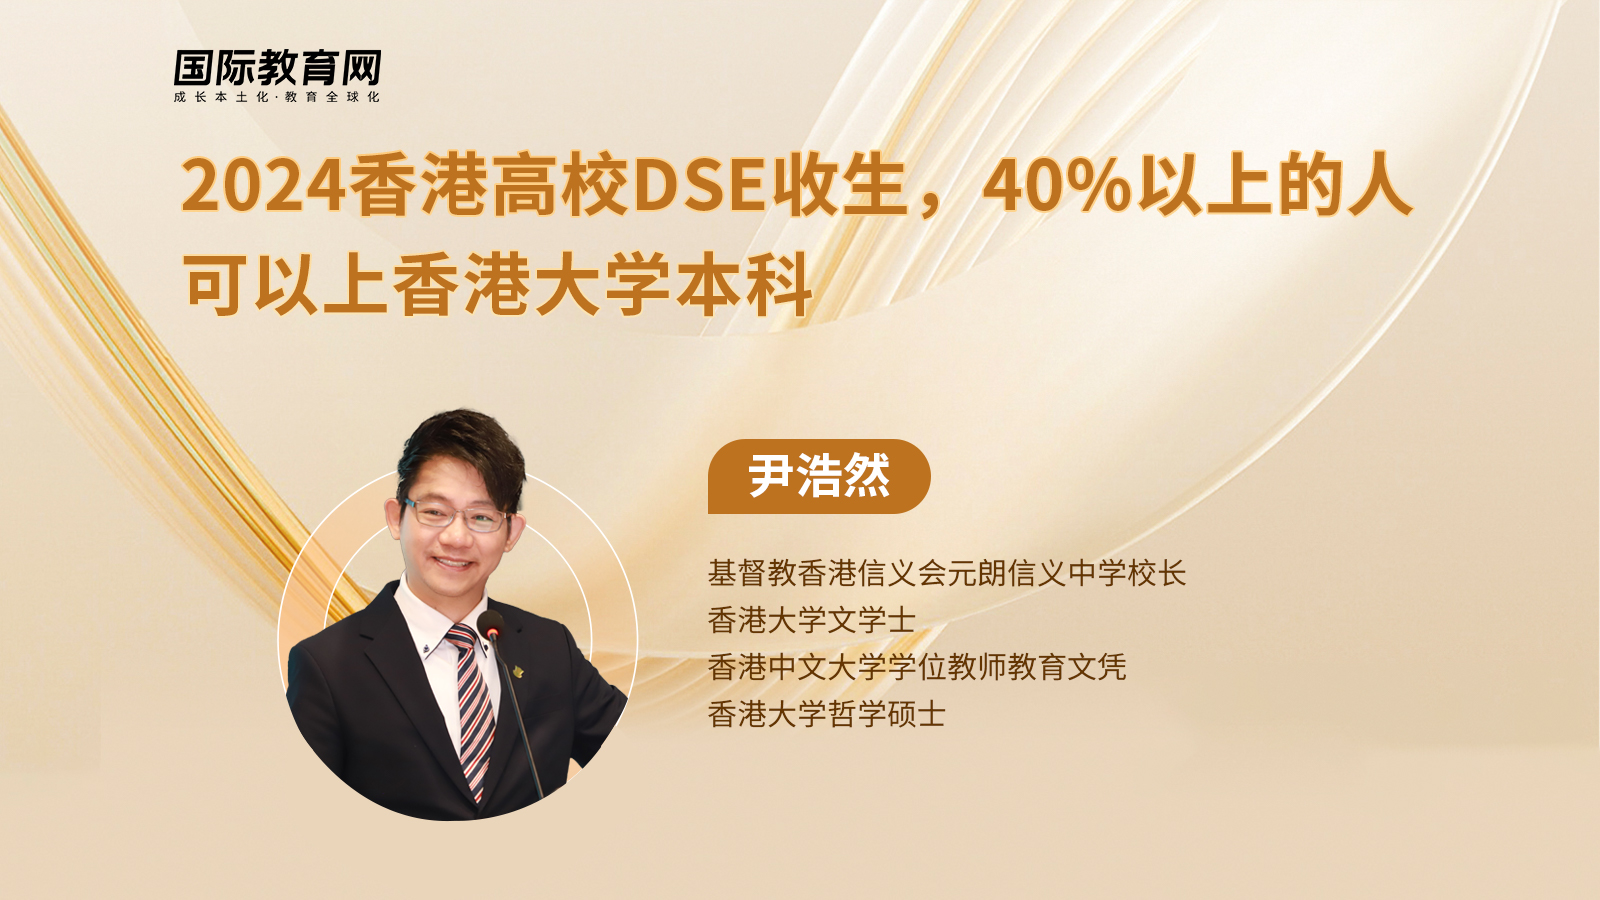 国际教育网
成长本土化·教育全球化
2024香港高校DSE收生，40%以上的人
可以上香港大学本科
尹浩然
基督教香港信义会元朗信义中学校长
香港大学文学士
香港中文大学学位教师教育文凭
香港大学哲学硕士